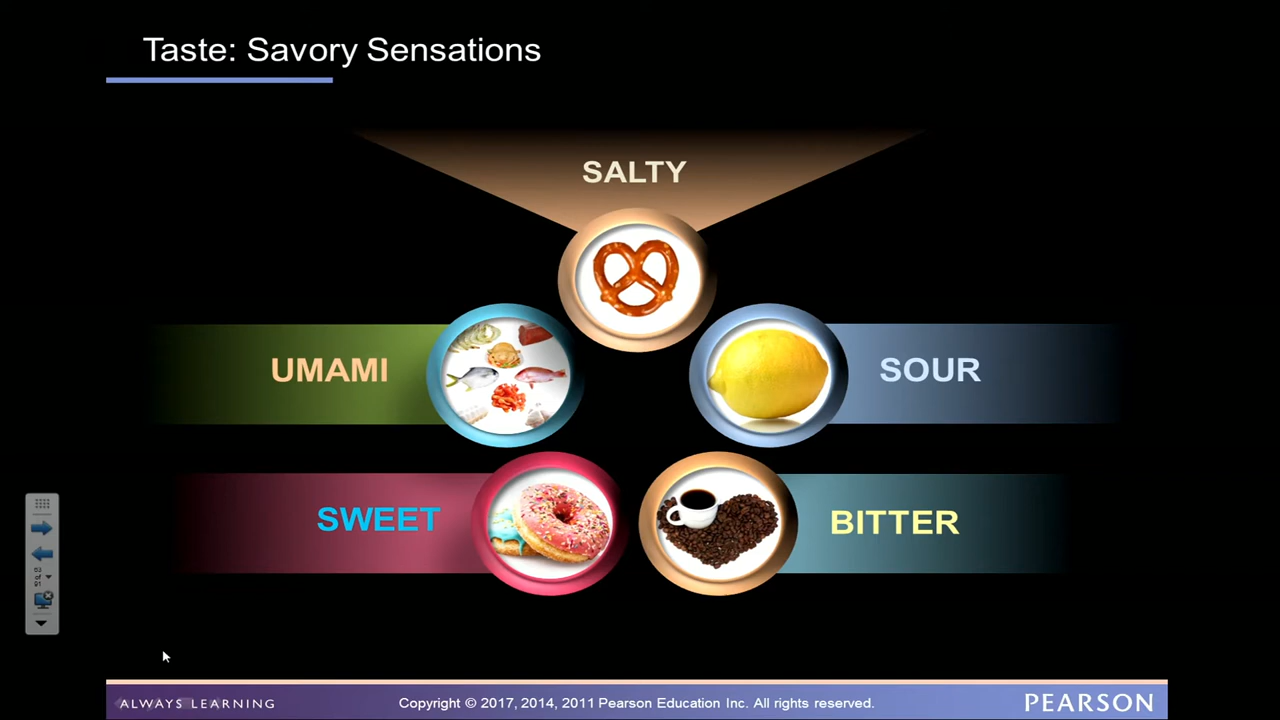 Taste: Savory Sensations
SALTY
UMAMI
SOUR
SWEET
BITTER
ALWAYS LEARNING
Copyright © 2017, 2014, 2011 Pearson Education Inc. All rights reserved.
PEARSON